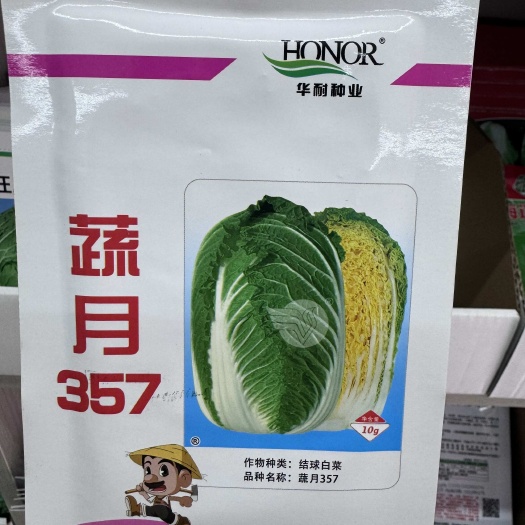 HONOR®
华耐种业
蔬
月
357
净含量
10g
®
作物种类：结球白菜
品种名称：蔬月357
王